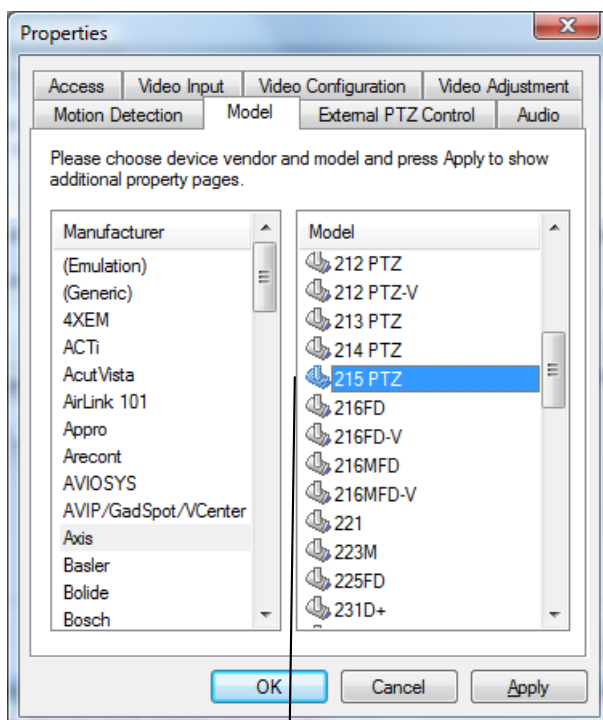 Properties
Access Video Input Video Configuration Video Adjustment
Motion Detection Model External PTZ Control Audio
Please choose device vendor and model and press Apply to show
additional property pages.
Manufacturer
(Emulation)
(Generic)
4XEM
ACTi
AcutVista
AirLink 101
Appro
Arecont
AVIOSYS
AVIP/GadSpot/VCenter
Axis
Basler
Bolide
Bosch
Model
212 PTZ
212 PTZ-V
213 PTZ
214 PTZ
215 PTZ
216FD
216FD-V
216MFD
216MFD-V
221
223M
225FD
231D+
OK Cancel Apply